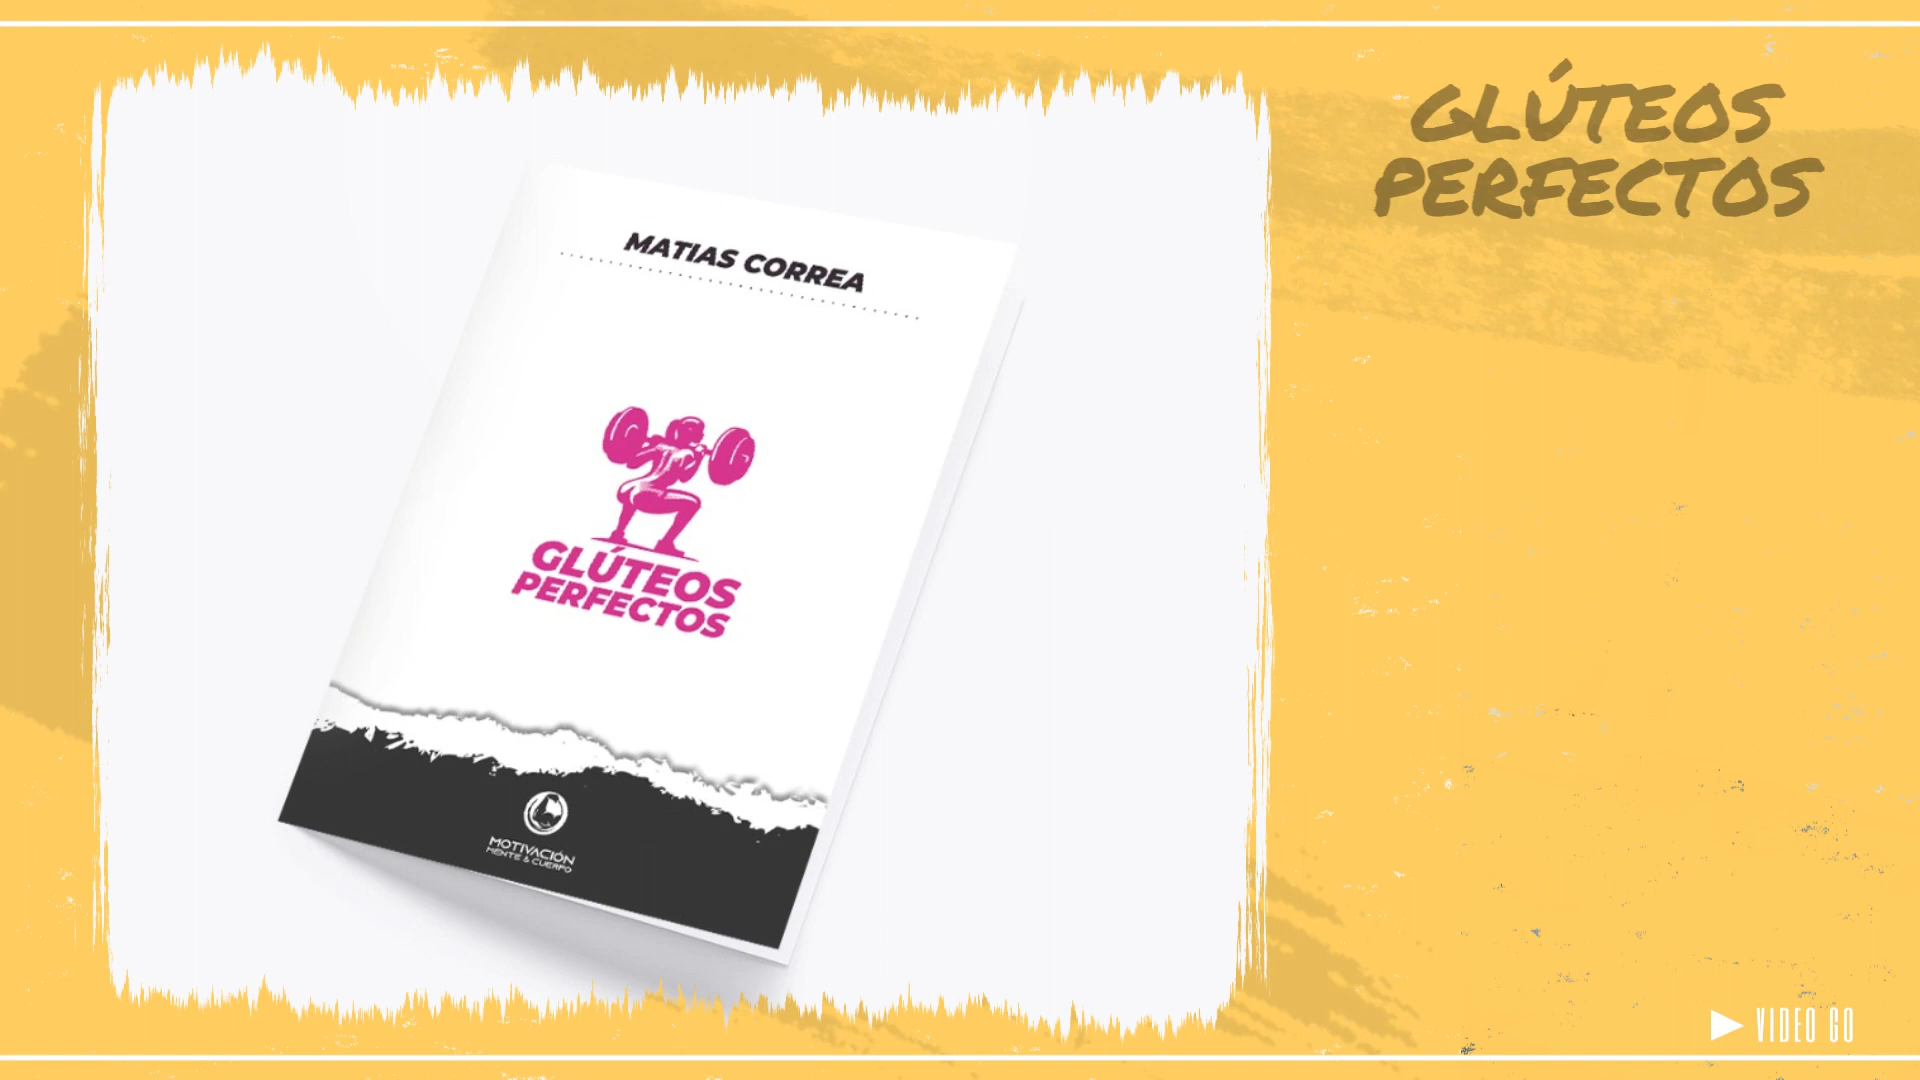 GLÚTEOS
PERFECTOS
MATIAS CORREA
GLÚTEOS
PERFECTOS
MOTIVACIÓN
MENTE & CUERPO
VIDEO GO